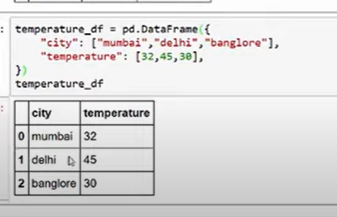 temperature_df = pd.DataFrame({
"city": ["mumbai","delhi","banglore"],
"temperature": [32,45,30],
})
temperature_df
city temperature
0 mumbai 32
1 delhi 45
2 banglore 30